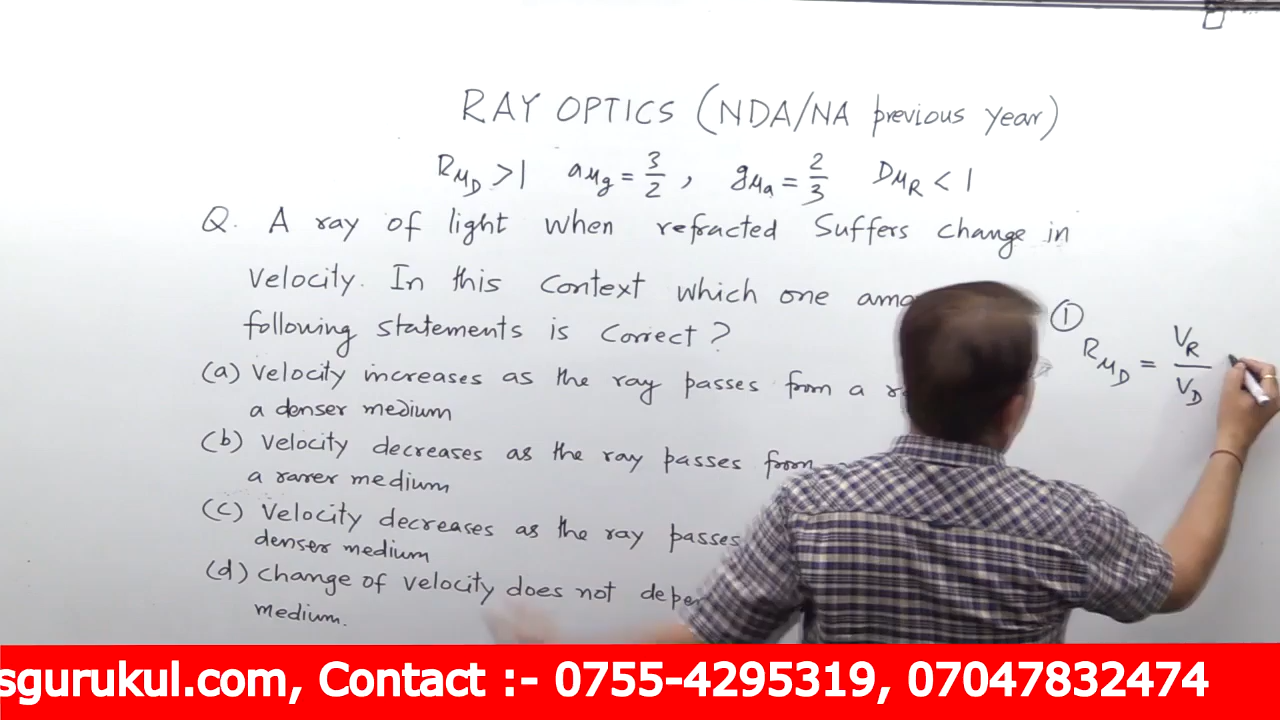 RAY OPTICS (NDA/NA previous year)
RμD > 1 aμg = 3/2 , gμa = 2/3 DμR < 1
Q. A ray of light when refracted Suffers change in
velocity. In this context which one
following statements is correct?
(a) velocity increases as the ray passes from a
a denser medium
(b) velocity decreases as the ray passes from
a rarer medium
(c) velocity decreases as the ray passes
denser medium
(d) change of velocity does not
medium.
①
RμD = VR/VD
sgurukul.com, Contact :- 0755-4295319, 07047832474